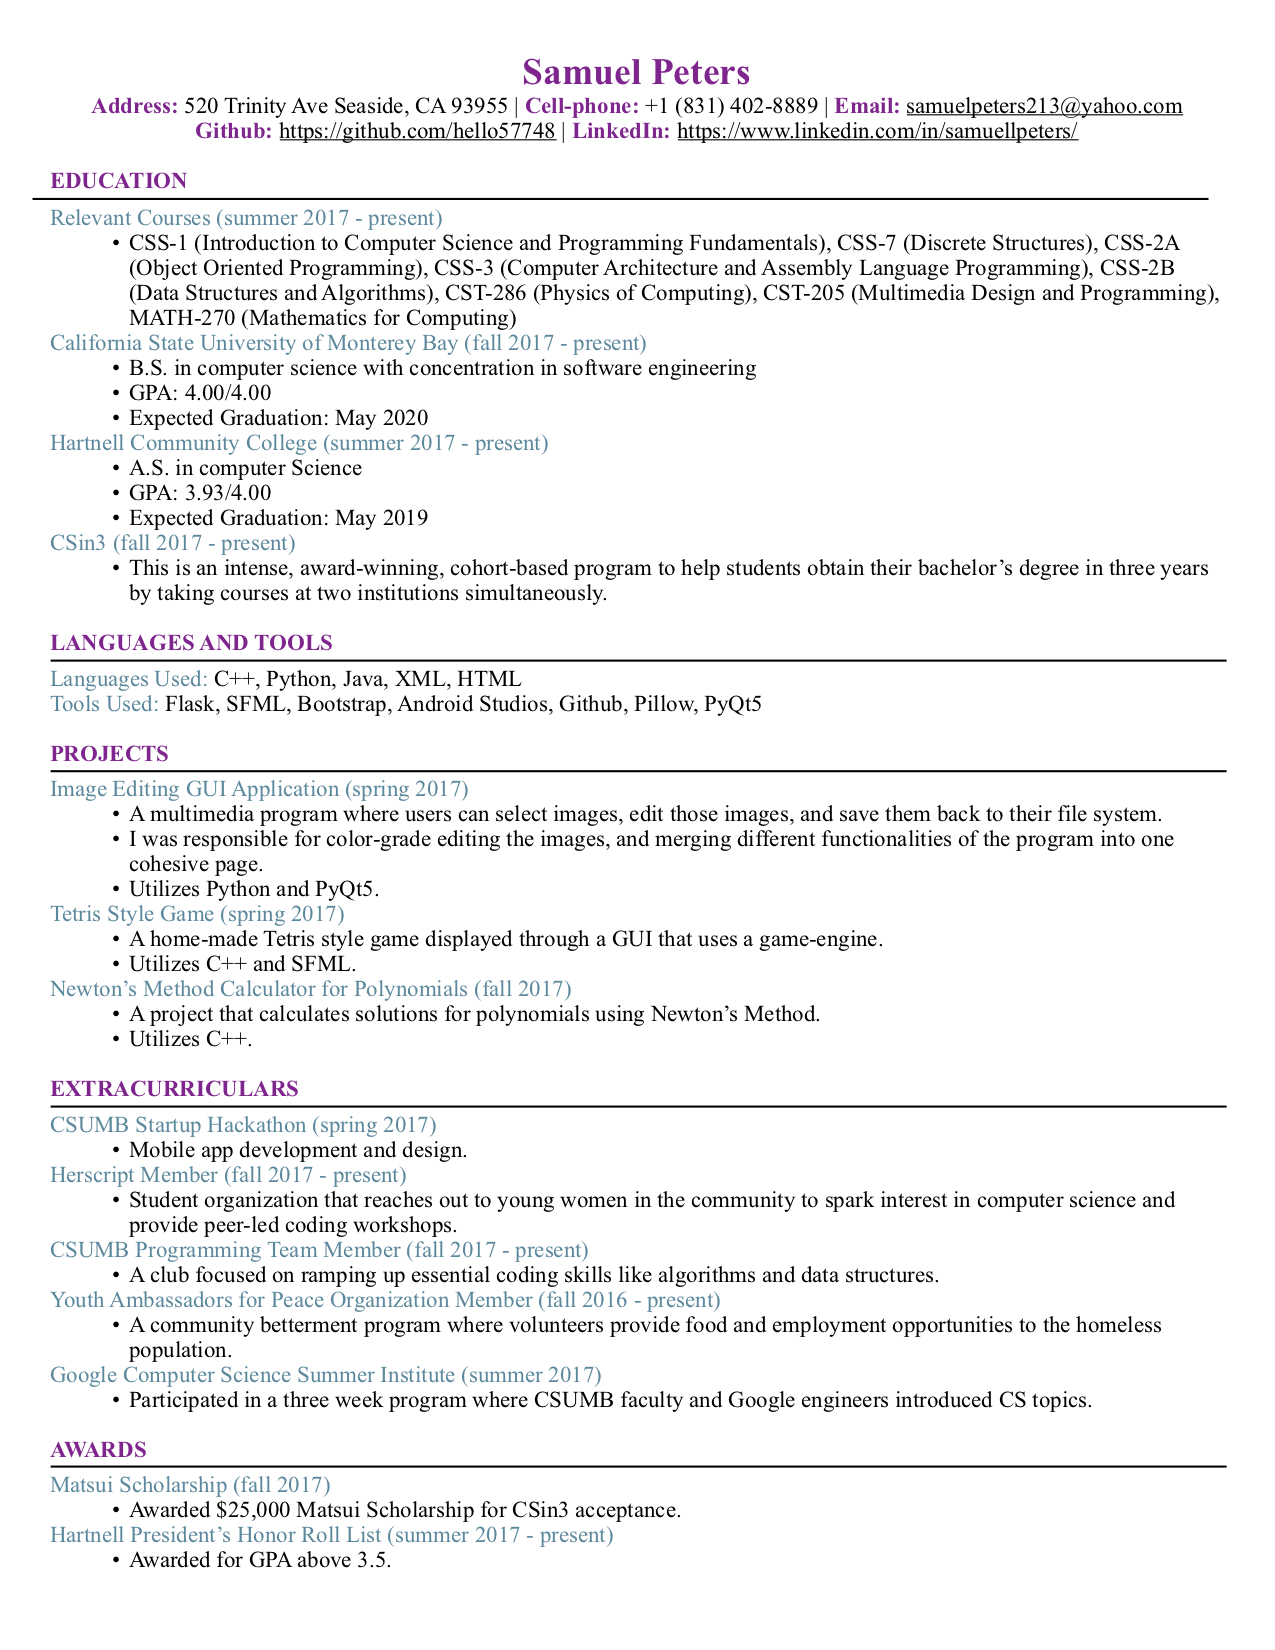 Samuel Peters
Address: 520 Trinity Ave Seaside, CA 93955 | Cell-phone: +1 (831) 402-8889 | Email: samuelpeters213@yahoo.com
Github: https://github.com/hello57748 | LinkedIn: https://www.linkedin.com/in/samuellpeters/
EDUCATION
Relevant Courses (summer 2017 - present)
• CSS-1 (Introduction to Computer Science and Programming Fundamentals), CSS-7 (Discrete Structures), CSS-2A
(Object Oriented Programming), CSS-3 (Computer Architecture and Assembly Language Programming), CSS-2B
(Data Structures and Algorithms), CST-286 (Physics of Computing), CST-205 (Multimedia Design and Programming),
MATH-270 (Mathematics for Computing)
California State University of Monterey Bay (fall 2017 - present)
• B.S. in computer science with concentration in software engineering
• GPA: 4.00/4.00
• Expected Graduation: May 2020
Hartnell Community College (summer 2017 - present)
• A.S. in computer Science
• GPA: 3.93/4.00
• Expected Graduation: May 2019
CSin3 (fall 2017 - present)
• This is an intense, award-winning, cohort-based program to help students obtain their bachelor’s degree in three years
by taking courses at two institutions simultaneously.
LANGUAGES AND TOOLS
Languages Used: C++, Python, Java, XML, HTML
Tools Used: Flask, SFML, Bootstrap, Android Studios, Github, Pillow, PyQt5
PROJECTS
Image Editing GUI Application (spring 2017)
• A multimedia program where users can select images, edit those images, and save them back to their file system.
• I was responsible for color-grade editing the images, and merging different functionalities of the program into one
cohesive page.
• Utilizes Python and PyQt5.
Tetris Style Game (spring 2017)
• A home-made Tetris style game displayed through a GUI that uses a game-engine.
• Utilizes C++ and SFML.
Newton’s Method Calculator for Polynomials (fall 2017)
• A project that calculates solutions for polynomials using Newton’s Method.
• Utilizes C++.
EXTRACURRICULARS
CSUMB Startup Hackathon (spring 2017)
• Mobile app development and design.
Herscript Member (fall 2017 - present)
• Student organization that reaches out to young women in the community to spark interest in computer science and
provide peer-led coding workshops.
CSUMB Programming Team Member (fall 2017 - present)
• A club focused on ramping up essential coding skills like algorithms and data structures.
Youth Ambassadors for Peace Organization Member (fall 2016 - present)
• A community betterment program where volunteers provide food and employment opportunities to the homeless
population.
Google Computer Science Summer Institute (summer 2017)
• Participated in a three week program where CSUMB faculty and Google engineers introduced CS topics.
AWARDS
Matsui Scholarship (fall 2017)
• Awarded $25,000 Matsui Scholarship for CSin3 acceptance.
Hartnell President’s Honor Roll List (summer 2017 - present)
• Awarded for GPA above 3.5.